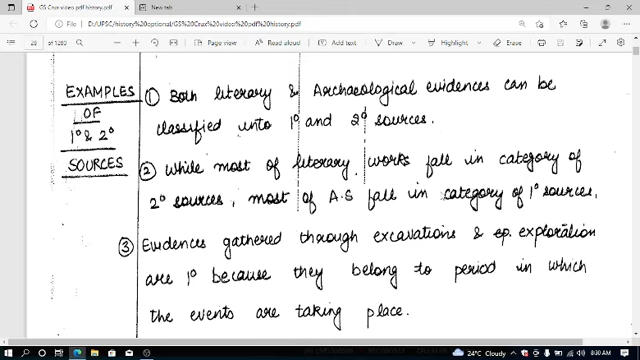 GS Crax video pdf history.pdf
New tab
D:/UPSC/history%20optional/GS%20Crax%20video%20pdf%20history.pdf
of 1280
Page view
Read aloud
Add text
Draw
Highlight
Erase
EXAMPLES
OF
1° & 2°
SOURCES
① Both literary & Archaeological evidences can be
classified into 1° and 2° sources.
② While most of literary works fall in category of
2° sources, most of A.S fall in category of 1° sources.
③ Evidences gathered through excavations & ep. exploration
are 1° because they belong to period in which
the events are taking place.
24°C Cloudy
ENG
8:30 AM